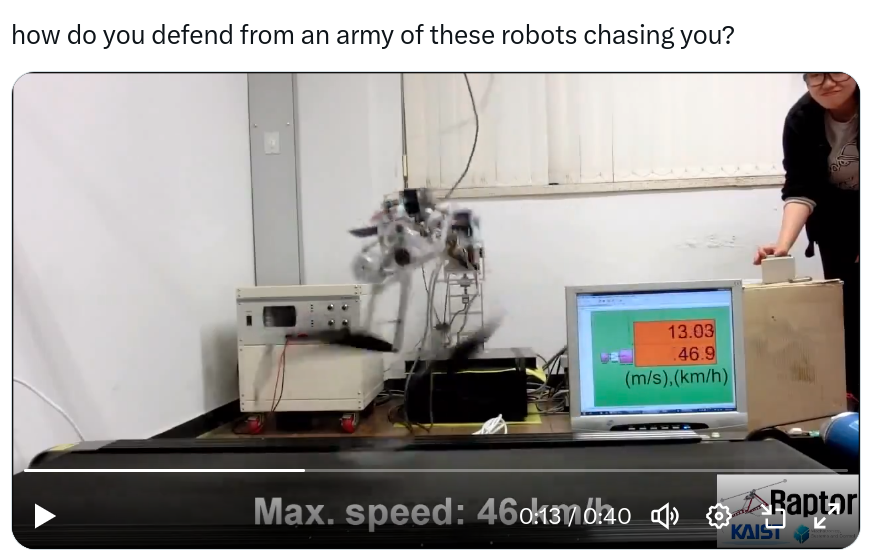 how do you defend from an army of these robots chasing you?
13.03
46.9
(m/s),(km/h)
Max. speed: 46 km/h
0:13 / 0:40
Raptor
KAIST